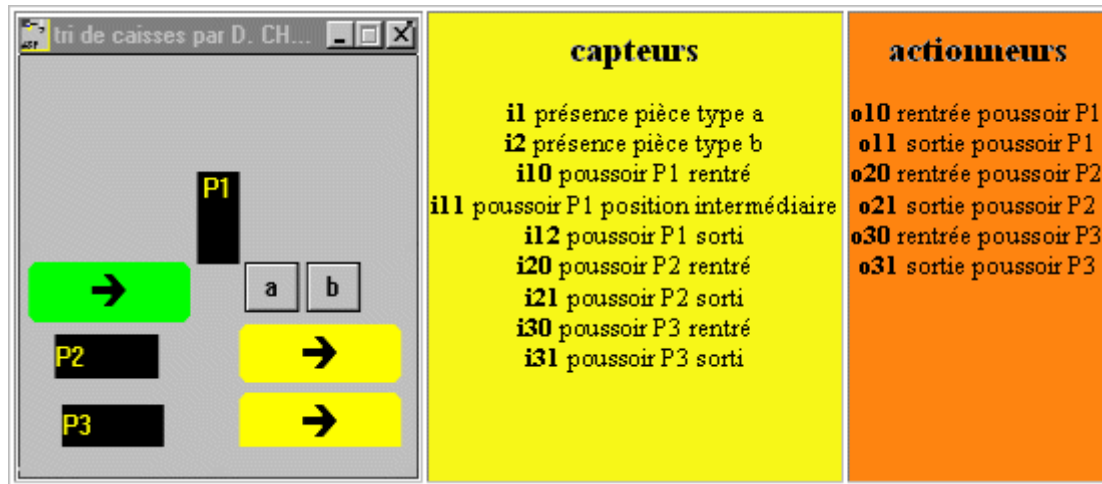 tri de caisses par D. CH...
P1
a b
P2
P3
capteurs
i1 présence pièce type a
i2 présence pièce type b
i10 poussoir P1 rentré
i11 poussoir P1 position intermédiaire
i12 poussoir P1 sorti
i20 poussoir P2 rentré
i21 poussoir P2 sorti
i30 poussoir P3 rentré
i31 poussoir P3 sorti
actionneurs
o10 rentrée poussoir P1
o11 sortie poussoir P1
o20 rentrée poussoir P2
o21 sortie poussoir P2
o30 rentrée poussoir P3
o31 sortie poussoir P3